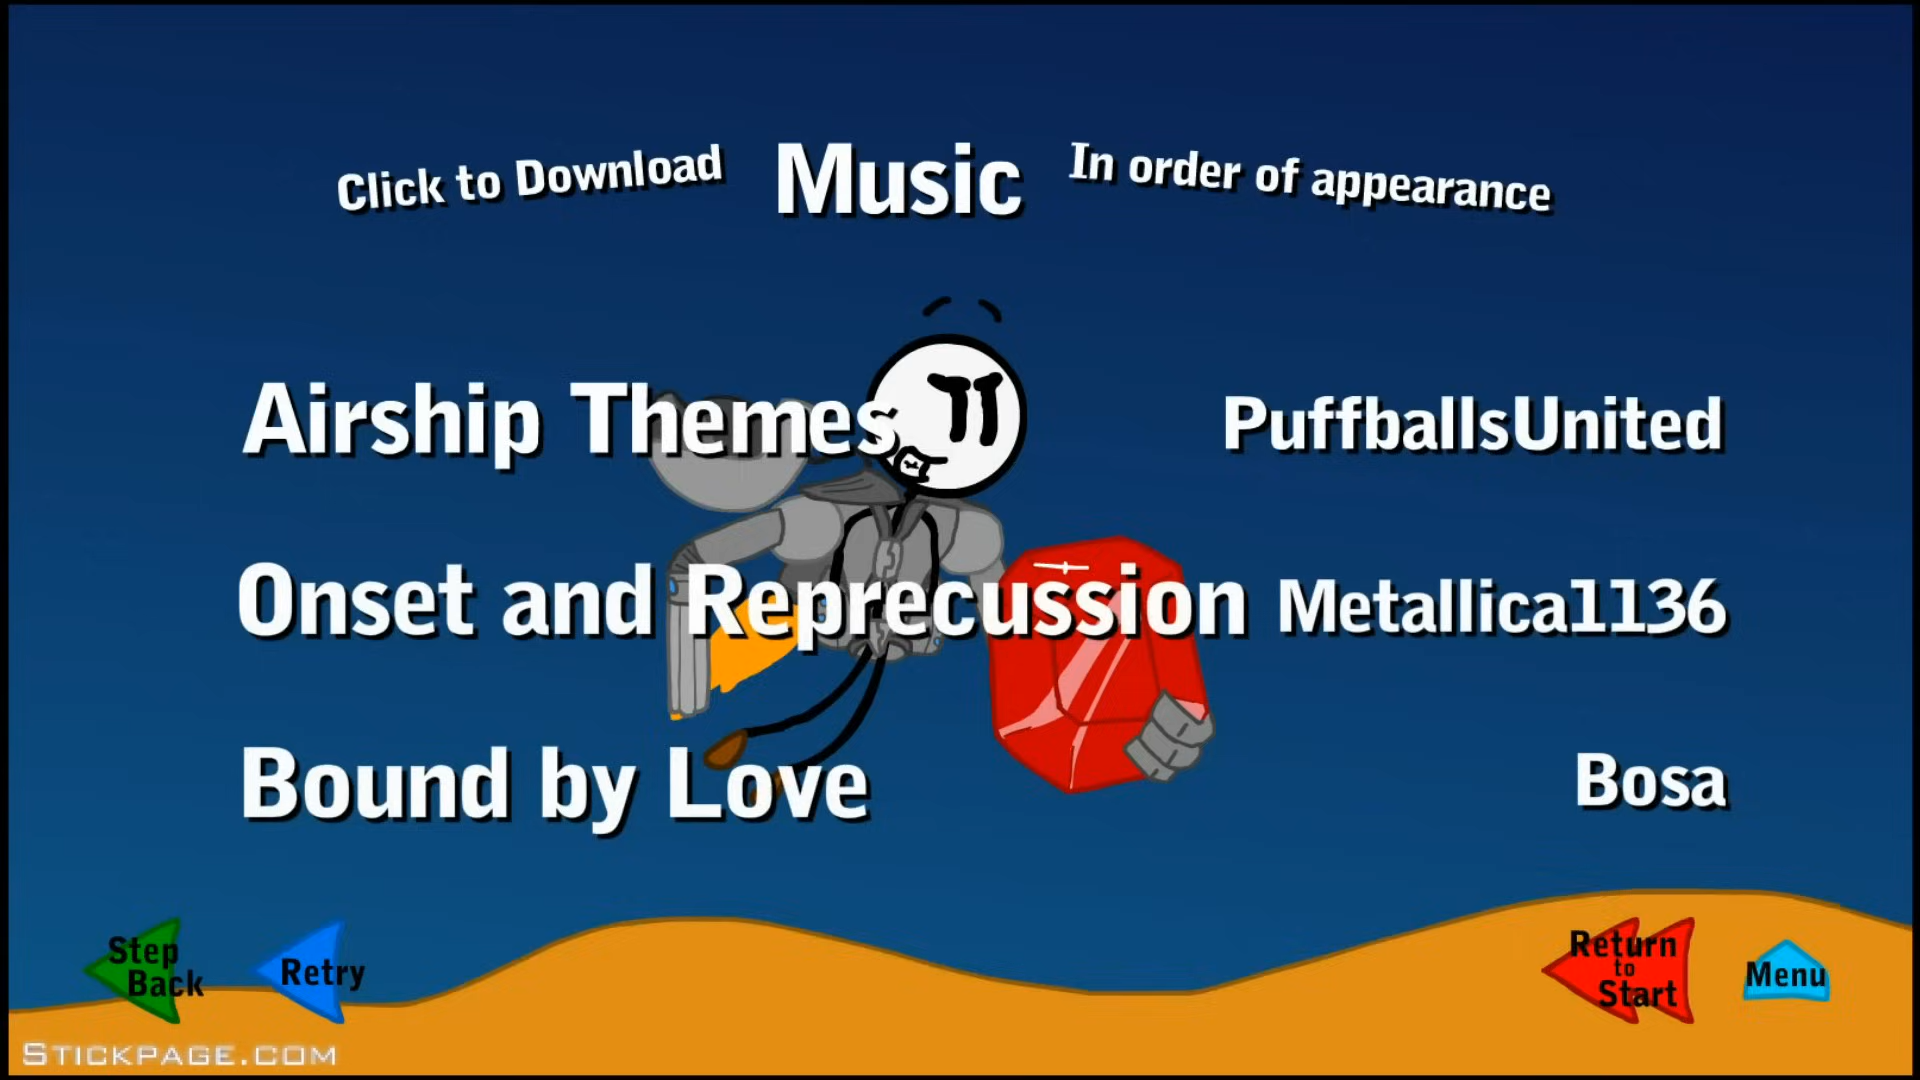 Click to Download Music In order of appearance
Airship Themes PuffballsUnited
Onset and Reprecussion Metallica1136
Bound by Love Bosa
Step Back Retry Return to Start Menu
STICKPAGE.COM